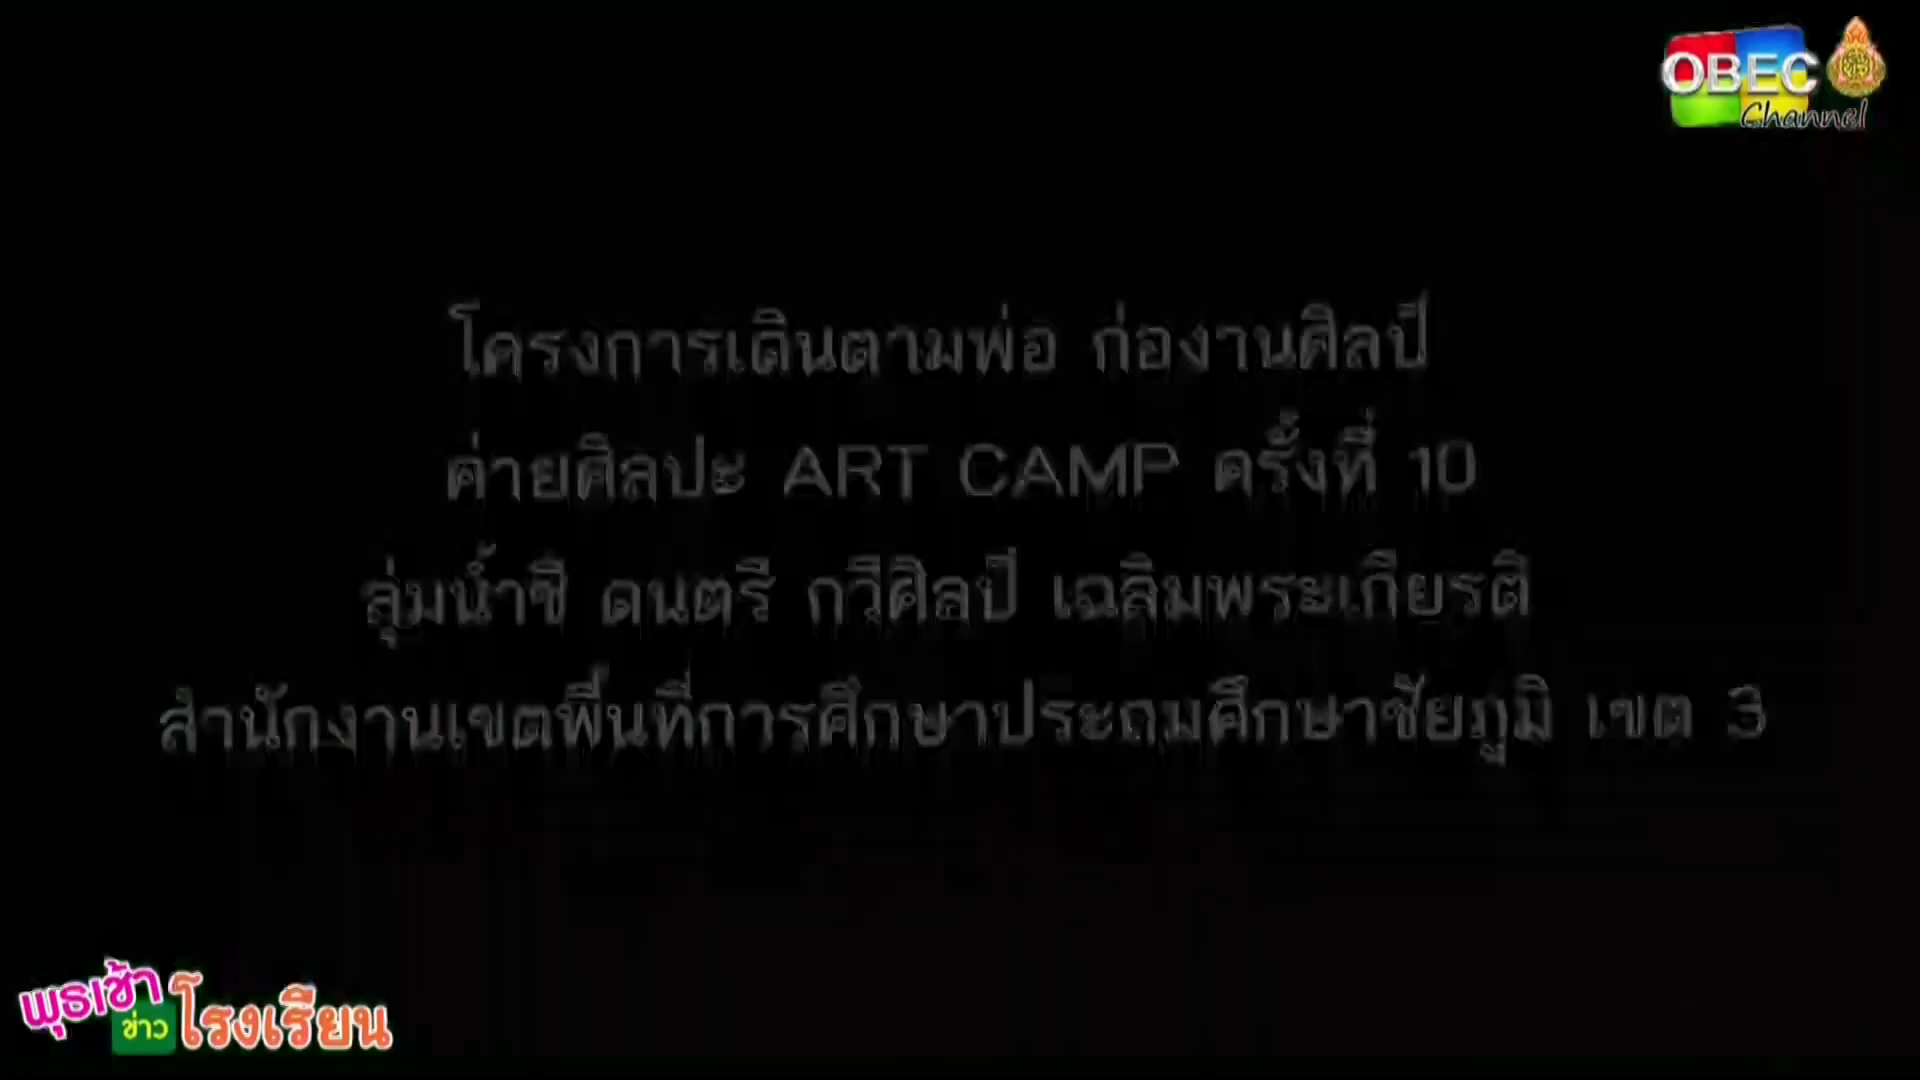 OBEC
Channel
โครงการเดินตามพ่อ ก่องานศิลป์
ค่ายศิลปะ ART CAMP ครั้งที่ 10
ลุ่มน้ำชี ดนตรี กวีศิลป์ เฉลิมพระเกียรติ
สำนักงานเขตพื้นที่การศึกษาประถมศึกษาชัยภูมิ เขต 3
พุธเช้า
ข่าว โรงเรียน